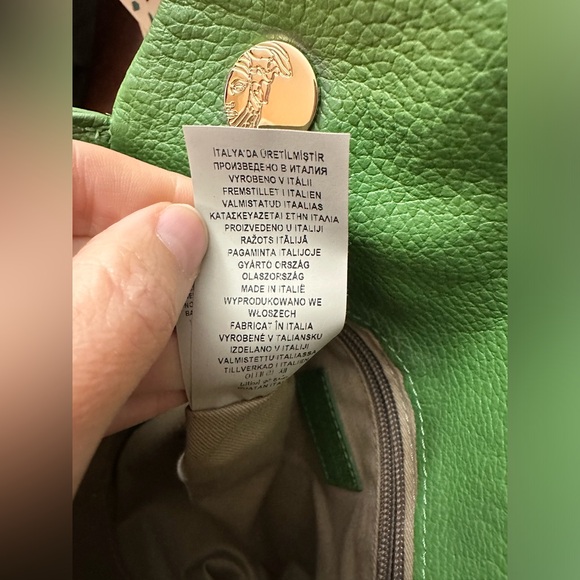 İTALYA'DA ÜRETİLMİŞTİR
ПРОИЗВЕДЕНО В ИТАЛИЯ
VYROBENO V ITÁLII
FREMSTILLET I ITALIEN
VALMISTATUD ITAALIAS
ΚΑΤΑΣΚΕΥΑΖΕΤΑΙ ΣΤΗΝ ΙΤΑΛΙΑ
PROIZVEDENO U ITALIJI
RAŽOTS ITĀLIJĀ
PAGAMINTA ITALIJOJE
GYÁRTÓ ORSZÁG
OLASZORSZÁG
MADE IN ITALIË
WYPRODUKOWANO WE
WŁOSZECH
FABRICAT ÎN ITALIA
VYROBENÉ V TALIANSKU
IZDELANO V ITALIJI
VALMISTETTU ITALIASSA
TILLVERKAD I ITALIEN